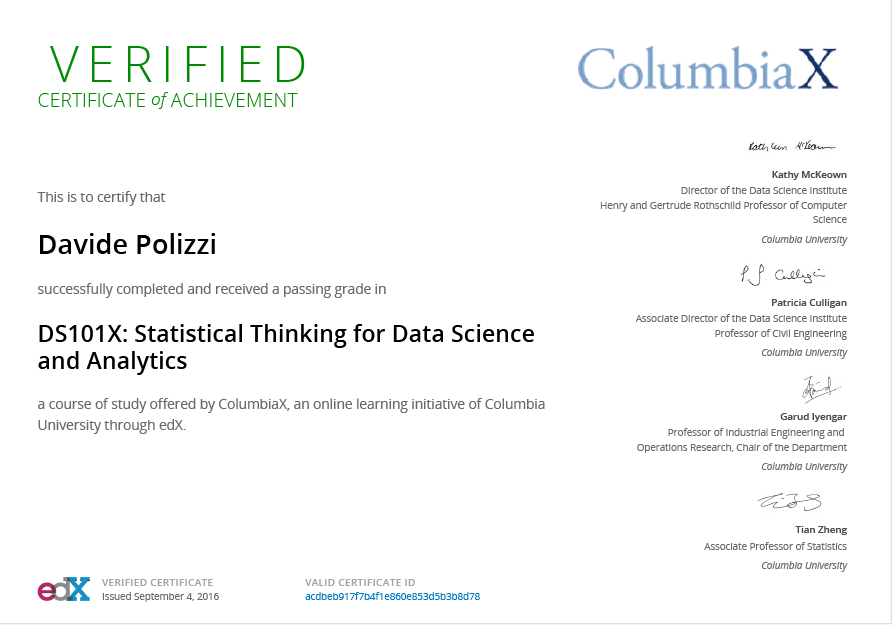 VERIFIED
CERTIFICATE of ACHIEVEMENT
ColumbiaX
This is to certify that
Davide Polizzi
successfully completed and received a passing grade in
DS101X: Statistical Thinking for Data Science
and Analytics
a course of study offered by ColumbiaX, an online learning initiative of Columbia
University through edX.
Kathleen McKeown
Kathy McKeown
Director of the Data Science Institute
Henry and Gertrude Rothschild Professor of Computer
Science
Columbia University
P J Culligan
Patricia Culligan
Associate Director of the Data Science Institute
Professor of Civil Engineering
Columbia University
Garud Iyengar
Professor of Industrial Engineering and
Operations Research, Chair of the Department
Columbia University
Tian Zheng
Associate Professor of Statistics
Columbia University
edX
VERIFIED CERTIFICATE
Issued September 4, 2016
VALID CERTIFICATE ID
acdbeb917f7b4f1e860e853d5b3b8d78